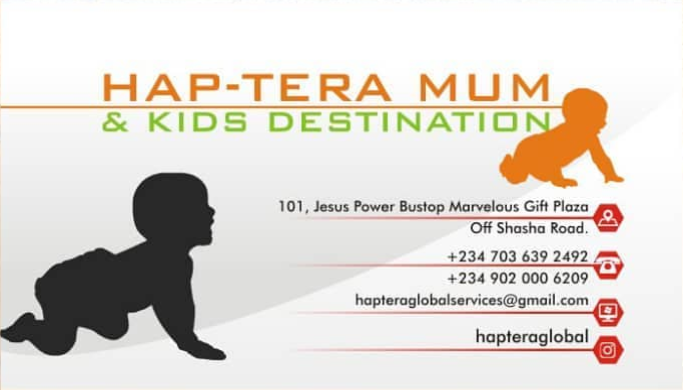 HAP-TERA MUM
& KIDS DESTINATION
101, Jesus Power Bustop Marvelous Gift Plaza
Off Shasha Road.
+234 703 639 2492
+234 902 000 6209
hapteraglobalservices@gmail.com
hapteraglobal